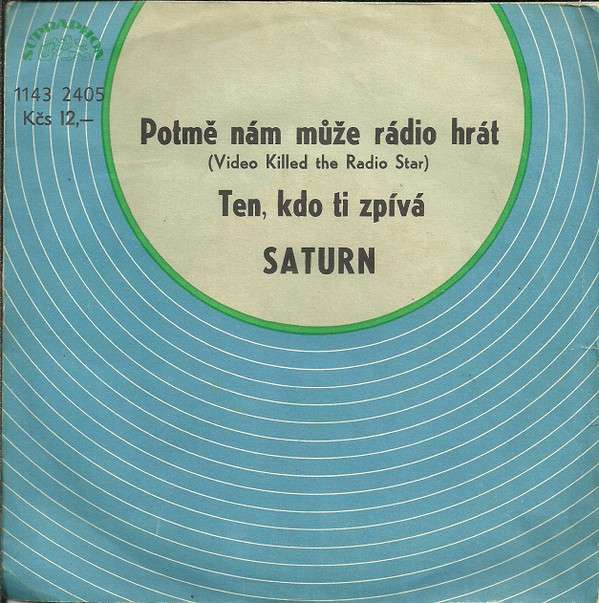 SUPRAPHON
1143 2405
Kčs 12,–
Potmě nám může rádio hrát
(Video Killed the Radio Star)
Ten, kdo ti zpívá
SATURN